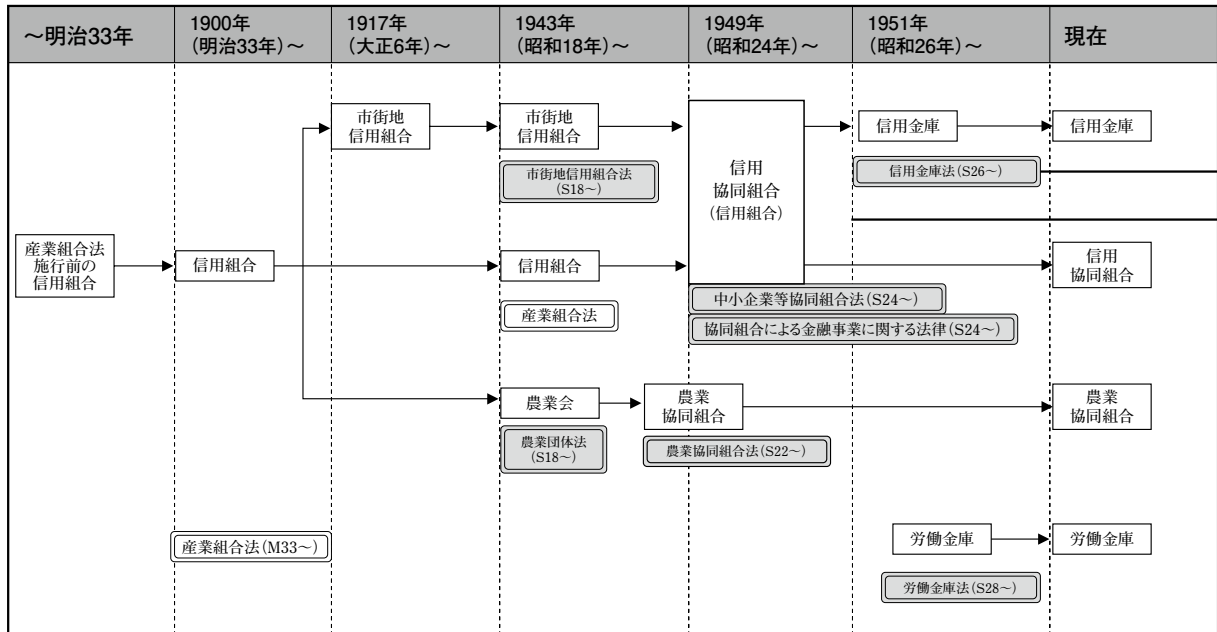 ～明治33年
1900年
（明治33年）～
1917年
（大正6年）～
1943年
（昭和18年）～
1949年
（昭和24年）～
1951年
（昭和26年）～
現在
市街地
信用組合
市街地
信用組合
市街地信用組合法
（S18～）
信用
協同組合
（信用組合）
信用金庫
信用金庫
信用金庫法（S26～）
産業組合法
施行前の
信用組合
信用組合
信用組合
産業組合法
信用
協同組合
中小企業等協同組合法（S24～）
協同組合による金融事業に関する法律（S24～）
農業会
農業団体法
（S18～）
農業
協同組合
農業協同組合法（S22～）
農業
協同組合
産業組合法（M33～）
労働金庫
労働金庫
労働金庫法（S28～）